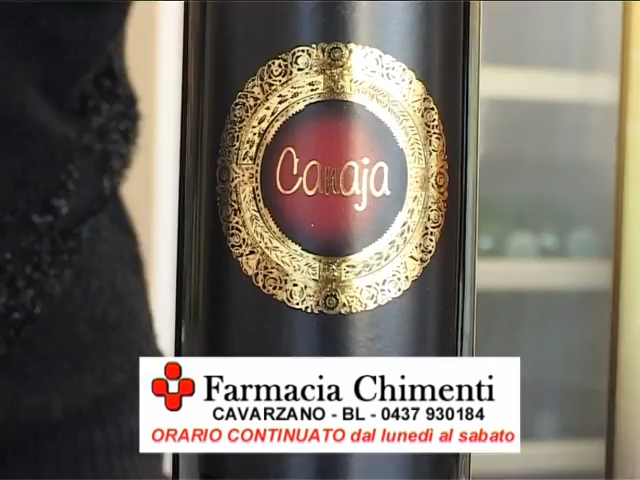 Canaja
Farmacia Chimenti
CAVARZANO - BL - 0437 930184
ORARIO CONTINUATO dal lunedì al sabato